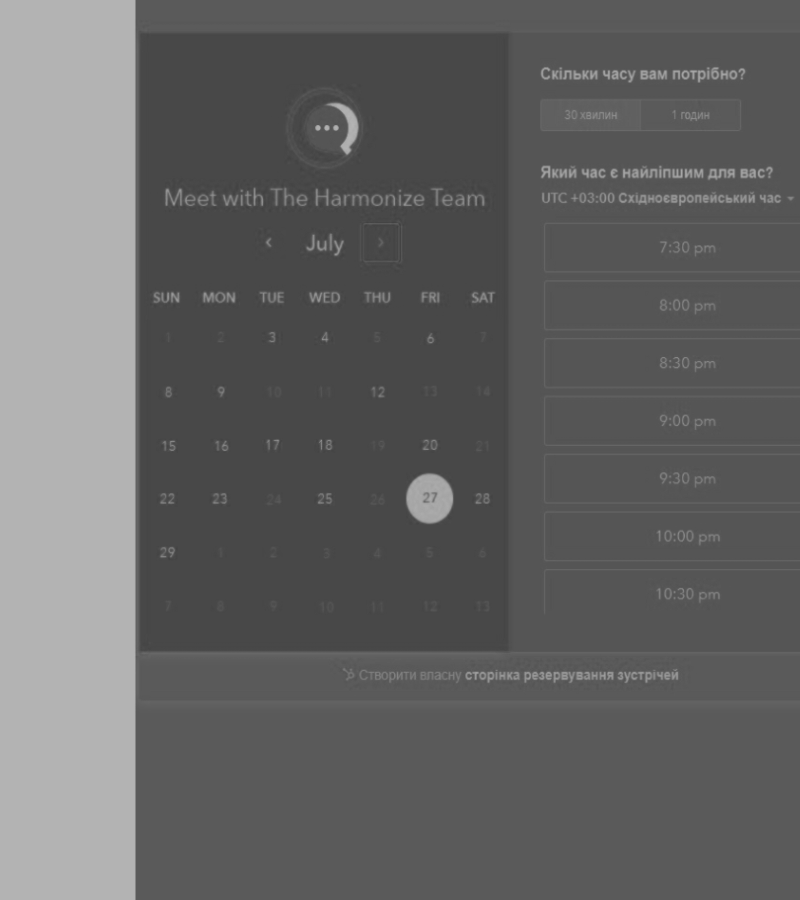 Meet with The Harmonize Team
July
SUN MON TUE WED THU FRI SAT
1 2 3 4 5 6 7
8 9 10 11 12 13 14
15 16 17 18 19 20 21
22 23 24 25 26 27 28
29 1 2 3 4 5 6
7 8 9 10 11 12 13
Скільки часу вам потрібно?
30 хвилин 1 годин
Який час є найліпшим для вас?
UTC +03:00 Східноєвропейський час
7:30 pm
8:00 pm
8:30 pm
9:00 pm
9:30 pm
10:00 pm
10:30 pm
Створити власну сторінка резервування зустрічей